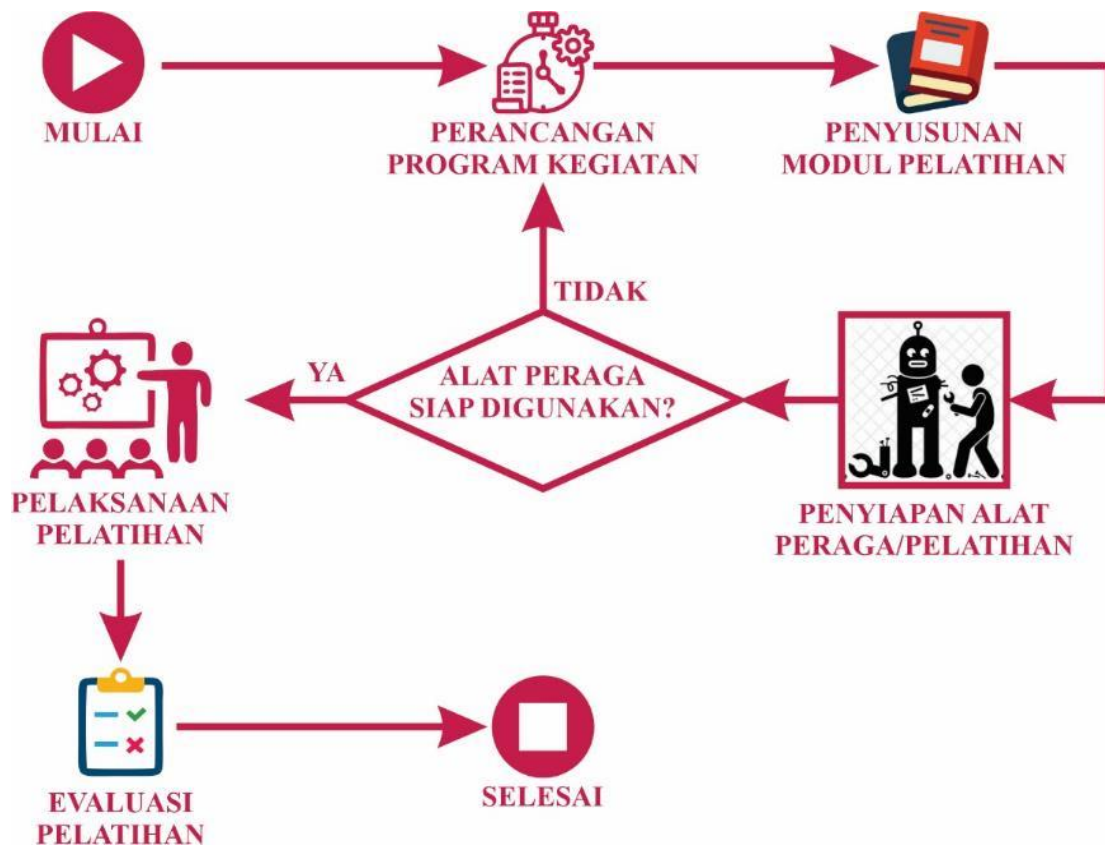 MULAI
PERANCANGAN
PROGRAM KEGIATAN
PENYUSUNAN
MODUL PELATIHAN
TIDAK
YA
ALAT PERAGA
SIAP DIGUNAKAN?
PELAKSANAAN
PELATIHAN
PENYIAPAN ALAT
PERAGA/PELATIHAN
EVALUASI
PELATIHAN
SELESAI